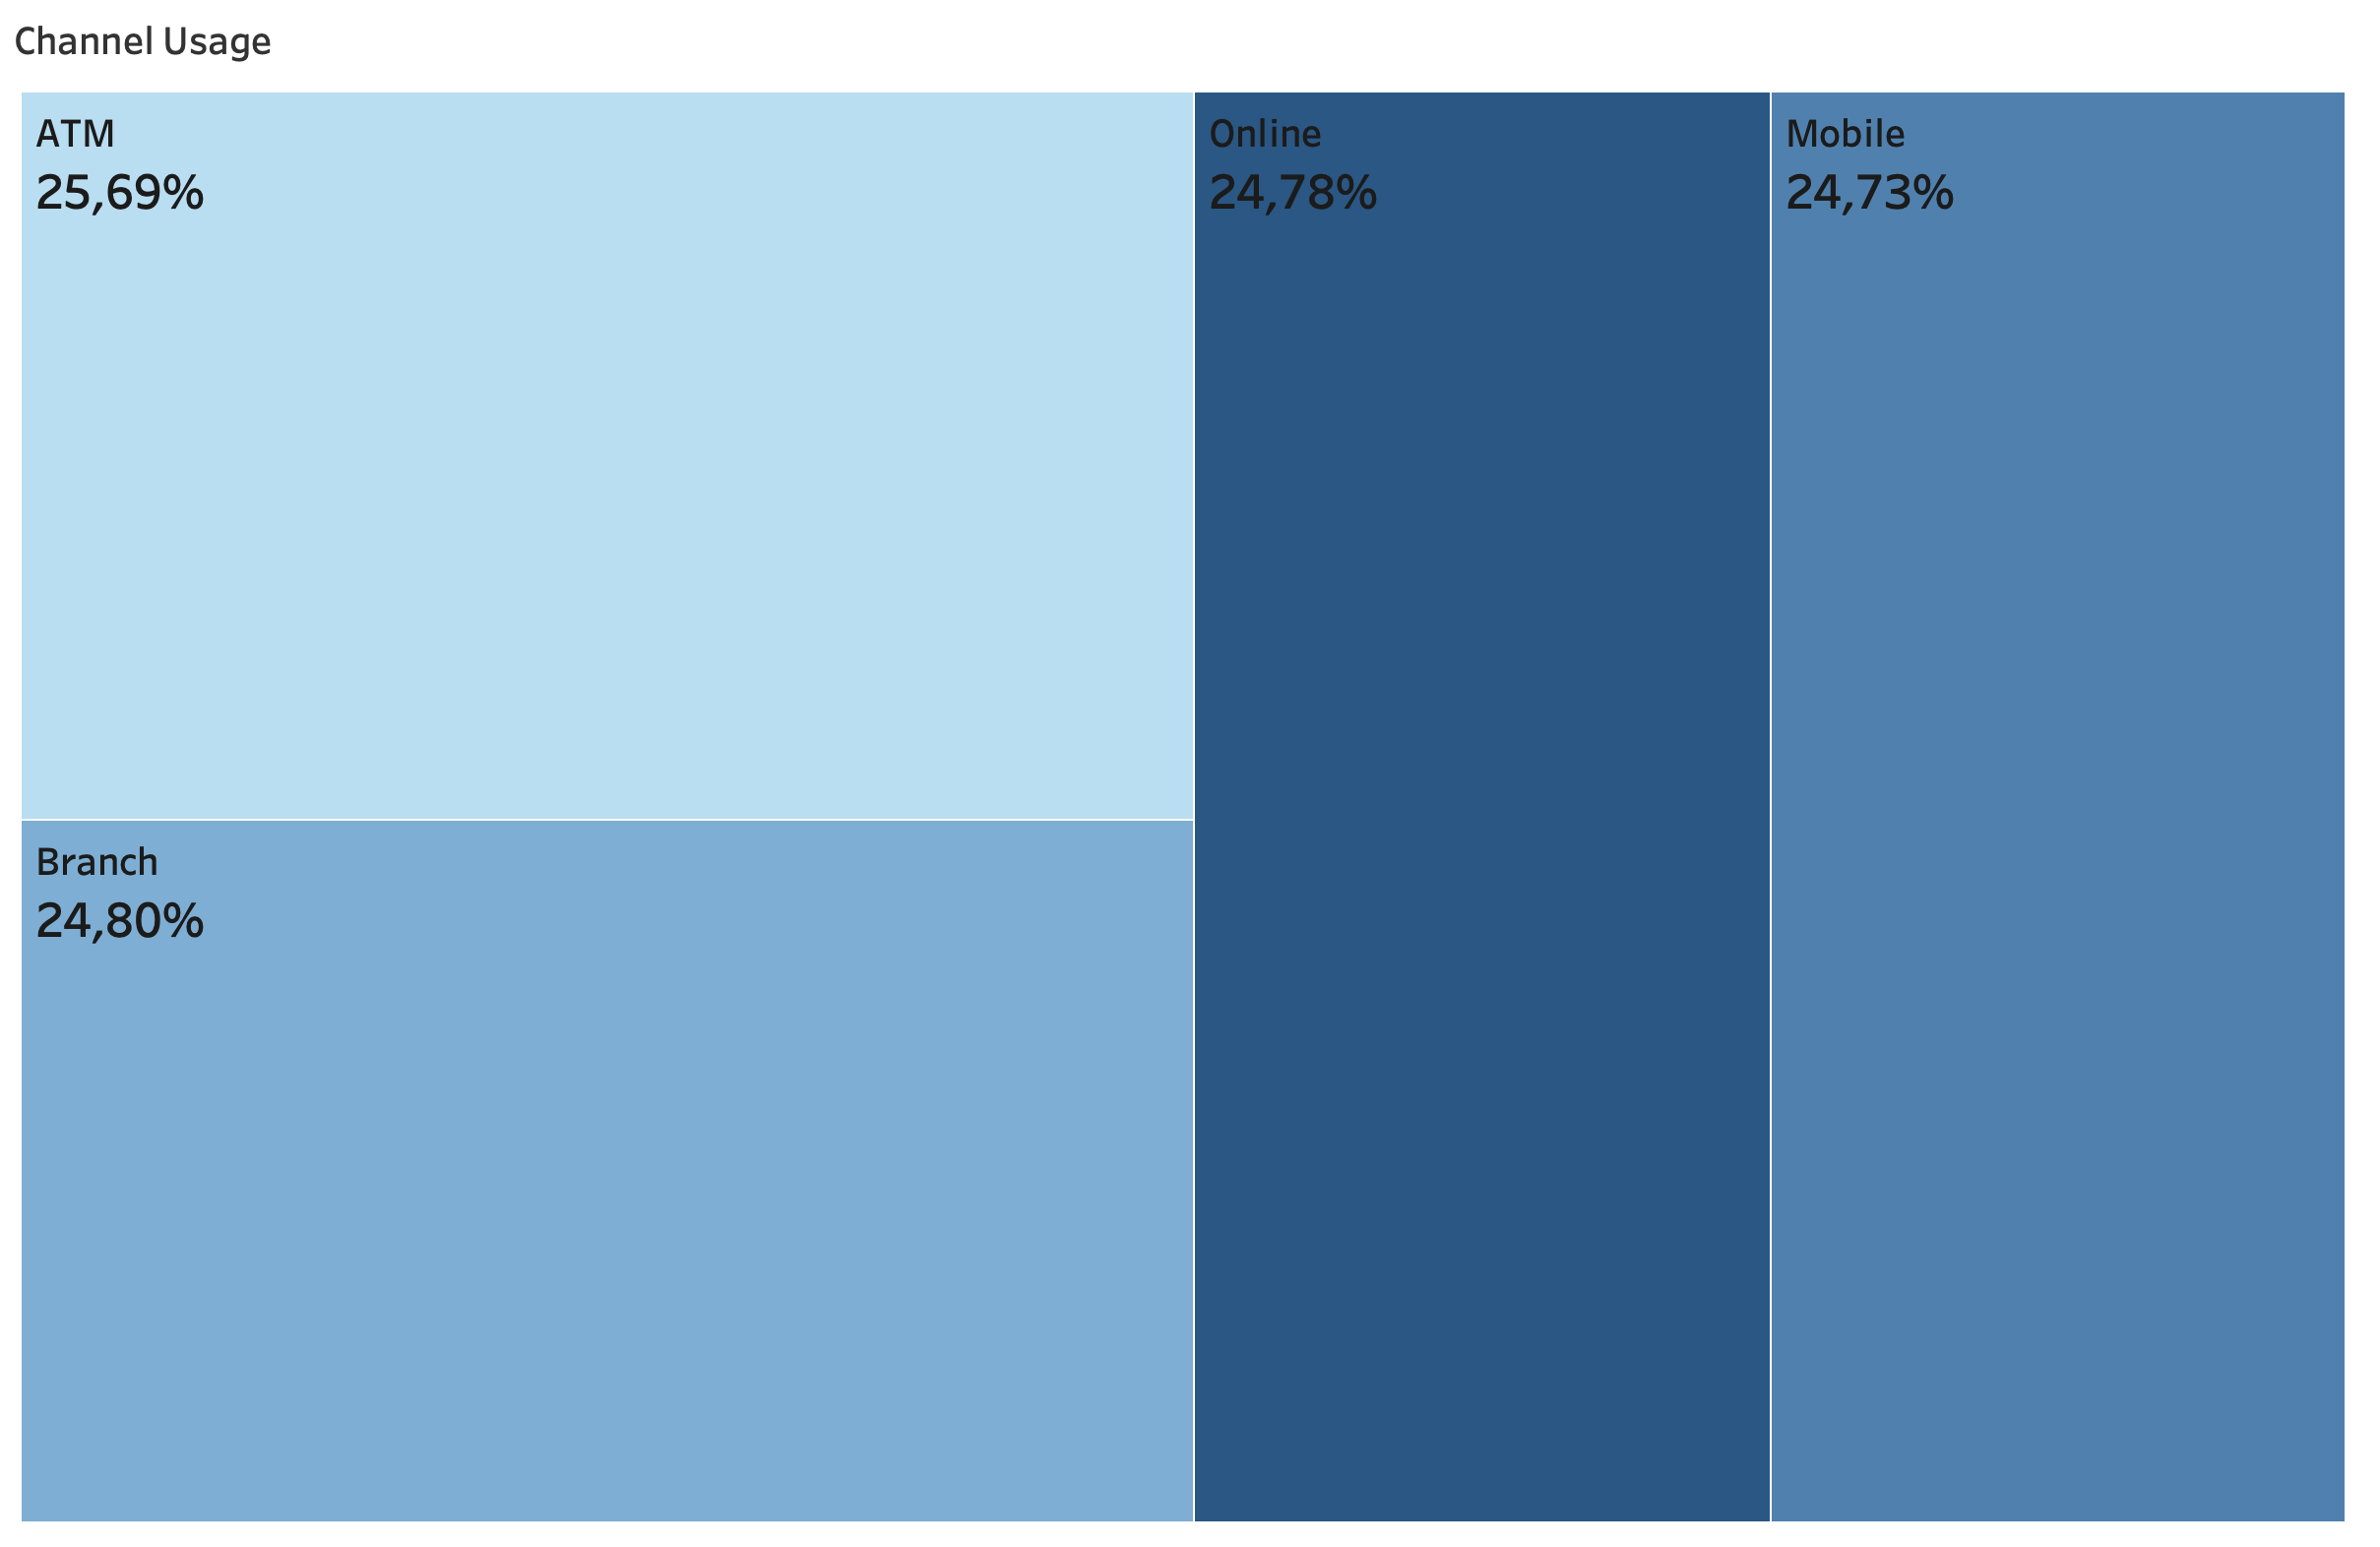 Channel Usage
ATM
25,69%
Branch
24,80%
Online
24,78%
Mobile
24,73%